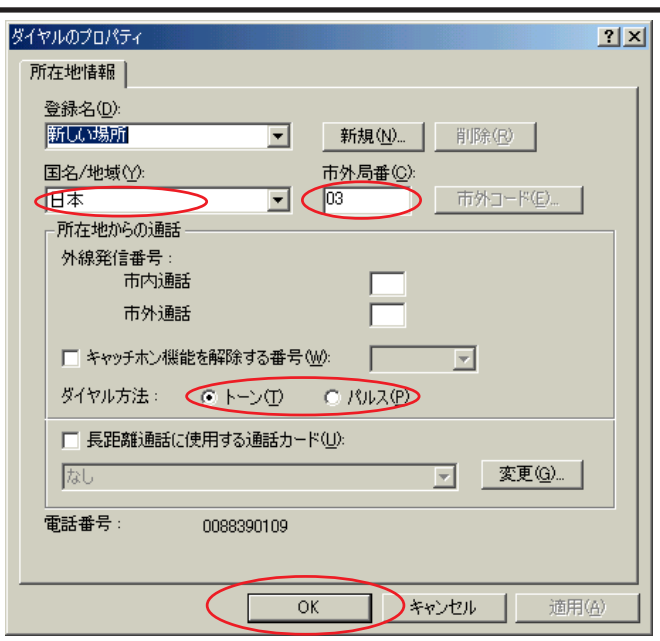 ダイヤルのプロパティ
所在地情報
登録名(D):
新しい場所
新規(N)...
削除(R)
国名/地域(Y):
市外局番(C):
日本
03
市外コード(E)...
所在地からの通話
外線発信番号:
市内通話
市外通話
キャッチホン機能を解除する番号(W):
ダイヤル方法: トーン(T) パルス(P)
長距離通話に使用する通話カード(U):
なし
変更(G)...
電話番号: 0088390109
OK
キャンセル
適用(A)